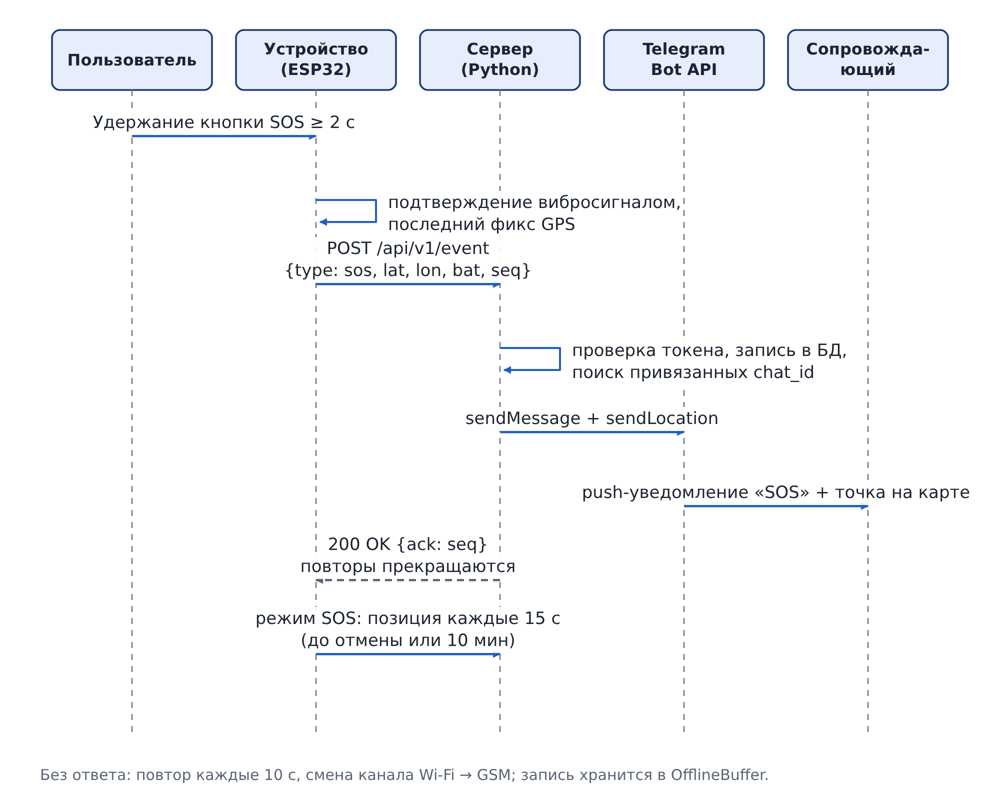 Пользователь
Устройство
(ESP32)
Сервер
(Python)
Telegram
Bot API
Сопровожда-
ющий
Удержание кнопки SOS ≥ 2 с
подтверждение вибросигналом,
последний фикс GPS
POST /api/v1/event
{type: sos, lat, lon, bat, seq}
проверка токена, запись в БД,
поиск привязанных chat_id
sendMessage + sendLocation
push-уведомление «SOS» + точка на карте
200 OK {ack: seq}
повторы прекращаются
режим SOS: позиция каждые 15 с
(до отмены или 10 мин)
Без ответа: повтор каждые 10 с, смена канала Wi-Fi → GSM; запись хранится в OfflineBuffer.